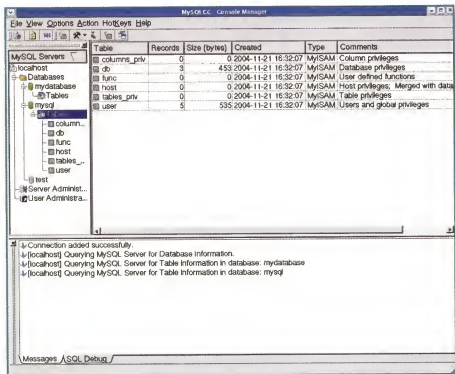 MySQL CC - Console Manager
File View Options Action HotKeys Help
MySQL Servers
localhost
Databases
mydatabase
Tables
mysql
Tables
column...
db
func
host
tables_...
user
test
Server Administ...
User Administra...
Table Records Size (bytes) Created Type Comments
columns_priv 0 0 2004-11-21 16:32:07 MyISAM Column privileges
db 3 453 2004-11-21 16:32:07 MyISAM Database privileges
func 0 0 2004-11-21 16:32:07 MyISAM User defined functions
host 0 0 2004-11-21 16:32:07 MyISAM Host privileges; Merged with data
tables_priv 0 0 2004-11-21 16:32:07 MyISAM Table privileges
user 5 535 2004-11-21 16:32:07 MyISAM Users and global privileges
Connection added successfully.
[localhost] Querying MySQL Server for Database Information.
[localhost] Querying MySQL Server for Table Information in database: mydatabase
[localhost] Querying MySQL Server for Table Information in database: mysql
Messages SQL Debug